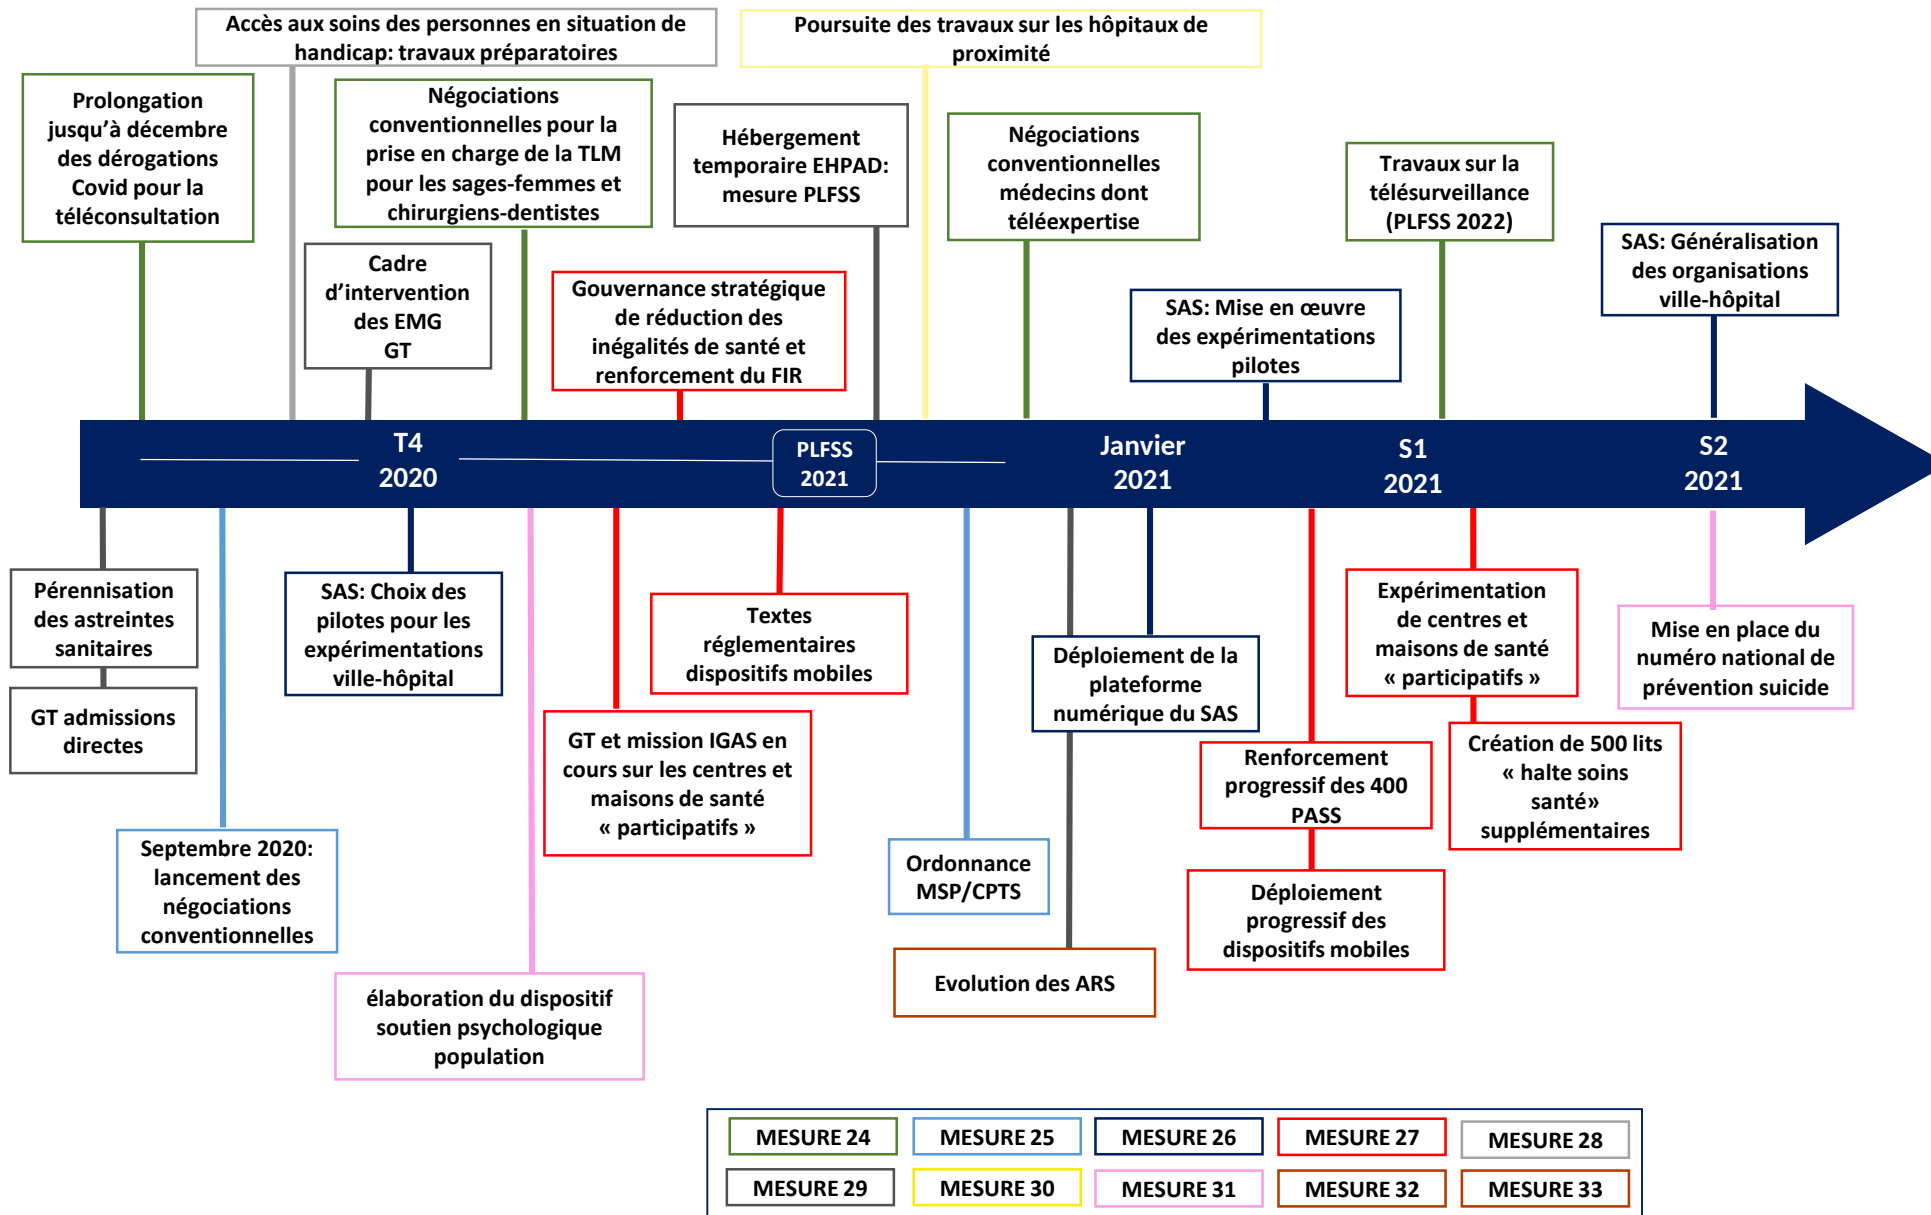 Accès aux soins des personnes en situation de
handicap: travaux préparatoires
Poursuite des travaux sur les hôpitaux de
proximité
Prolongation
jusqu'à décembre
des dérogations
Covid pour la
téléconsultation
Négociations
conventionnelles pour la
prise en charge de la TLM
pour les sages-femmes et
chirurgiens-dentistes
Hébergement
temporaire EHPAD:
mesure PLFSS
Négociations
conventionnelles
médecins dont
téléexpertise
Travaux sur la
télésurveillance
(PLFSS 2022)
SAS: Généralisation
des organisations
ville-hôpital
Cadre
d'intervention
des EMG
GT
Gouvernance stratégique
de réduction des
inégalités de santé et
renforcement du FIR
SAS: Mise en œuvre
des expérimentations
pilotes
T4
2020
PLFSS
2021
Janvier
2021
S1
2021
S2
2021
Pérennisation
des astreintes
sanitaires
GT admissions
directes
SAS: Choix des
pilotes pour les
expérimentations
ville-hôpital
Textes
réglementaires
dispositifs mobiles
Déploiement de la
plateforme
numérique du SAS
Expérimentation
de centres et
maisons de santé
« participatifs »
Mise en place du
numéro national de
prévention suicide
GT et mission IGAS en
cours sur les centres et
maisons de santé
« participatifs »
Renforcement
progressif des 400
PASS
Création de 500 lits
« halte soins
santé»
supplémentaires
Septembre 2020:
lancement des
négociations
conventionnelles
Ordonnance
MSP/CPTS
Déploiement
progressif des
dispositifs mobiles
Evolution des ARS
élaboration du dispositif
soutien psychologique
population
MESURE 24
MESURE 25
MESURE 26
MESURE 27
MESURE 28
MESURE 29
MESURE 30
MESURE 31
MESURE 32
MESURE 33